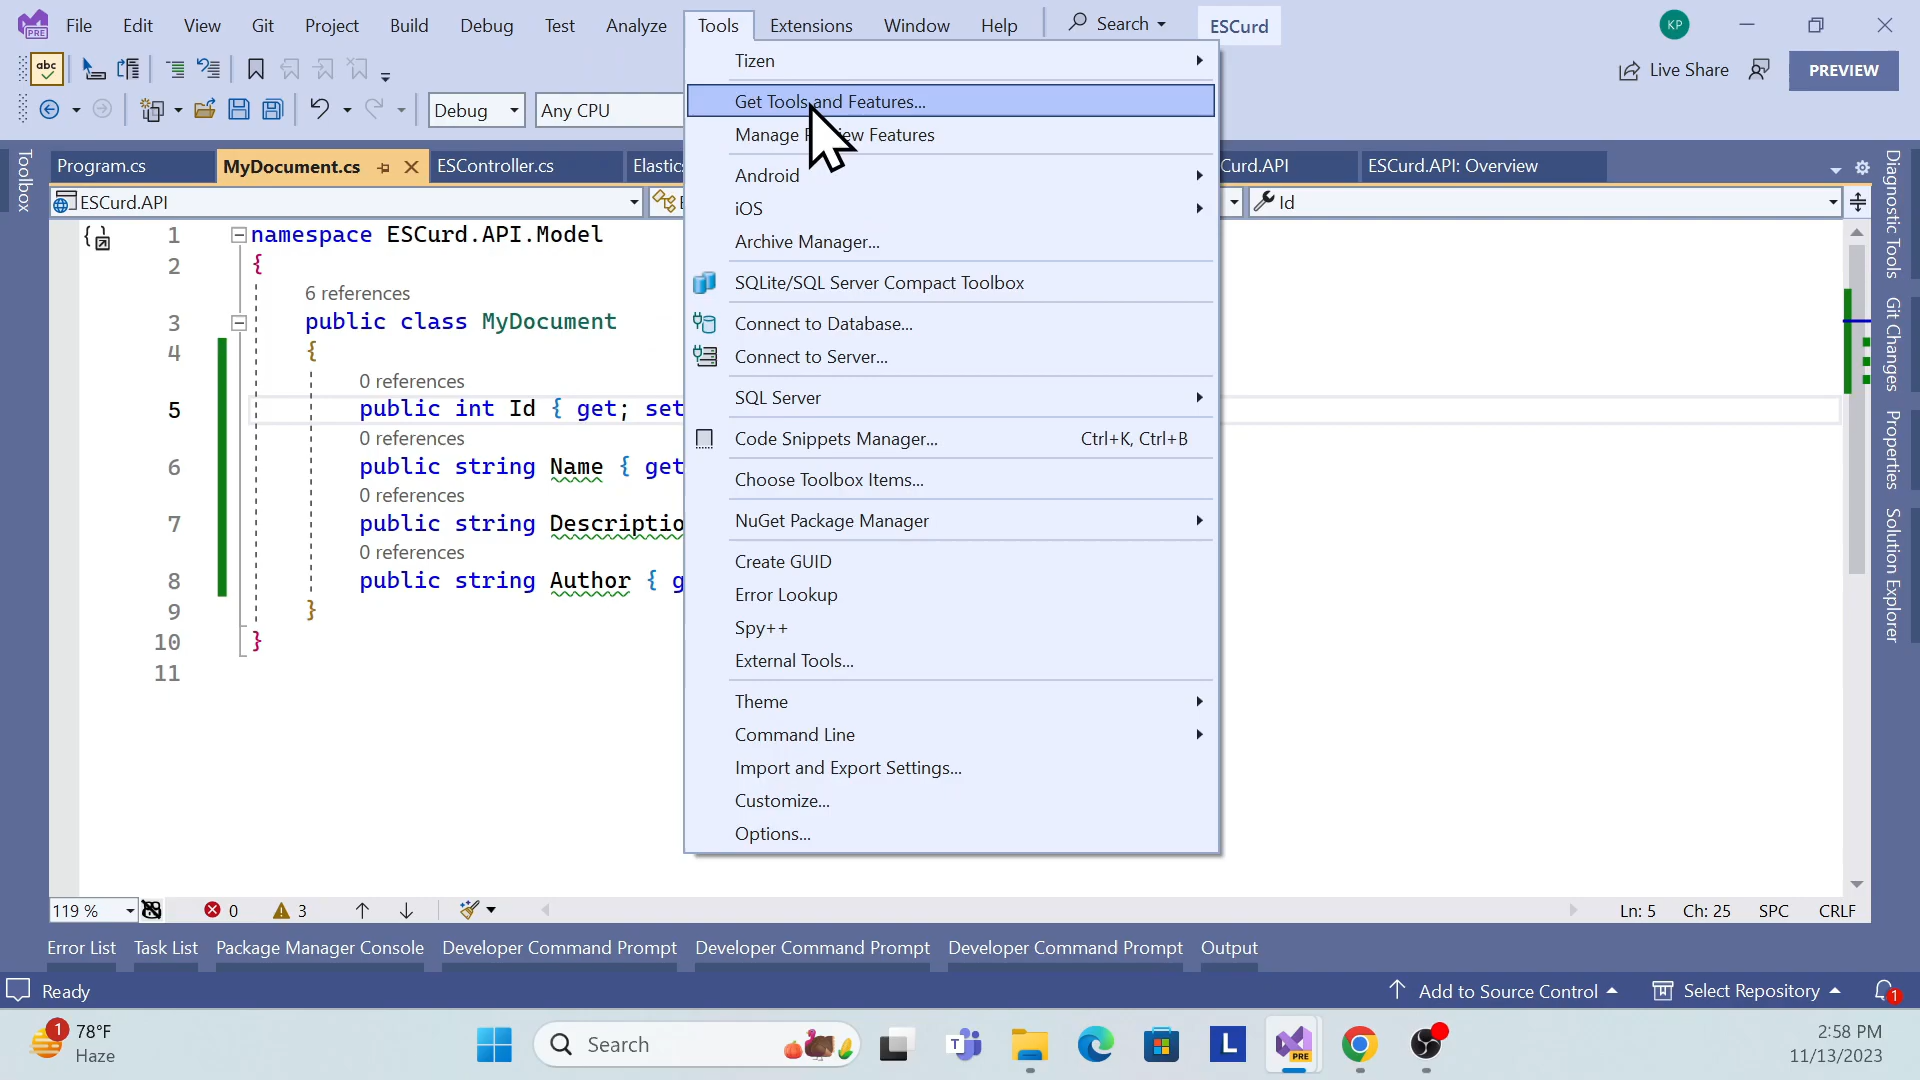 File Edit View Git Project Build Debug Test Analyze Tools Extensions Window Help Search ESCurd KP
abc Live Share PREVIEW
Debug Any CPU
Tizen
Get Tools and Features...
Manage Features
Android
iOS
Archive Manager...
SQLite/SQL Server Compact Toolbox
Connect to Database...
Connect to Server...
SQL Server
Code Snippets Manager... Ctrl+K, Ctrl+B
Choose Toolbox Items...
NuGet Package Manager
Create GUID
Error Lookup
Spy++
External Tools...
Theme
Command Line
Import and Export Settings...
Customize...
Options...
Toolbox
Program.cs MyDocument.cs ESController.cs Elastic Curd.API ESCurd.API: Overview
ESCurd.API Id
1 namespace ESCurd.API.Model
2 {
6 references
3 public class MyDocument
4 {
0 references
5 public int Id { get; set
0 references
6 public string Name { get
0 references
7 public string Descriptio
0 references
8 public string Author { g
9 }
10 }
11
Diagnostic Tools
Git Changes
Properties
Solution Explorer
119 % 0 3 Ln: 5 Ch: 25 SPC CRLF
Error List Task List Package Manager Console Developer Command Prompt Developer Command Prompt Developer Command Prompt Output
Ready Add to Source Control Select Repository 1
1 78°F
Haze
Search
L
PRE
2:58 PM
11/13/2023